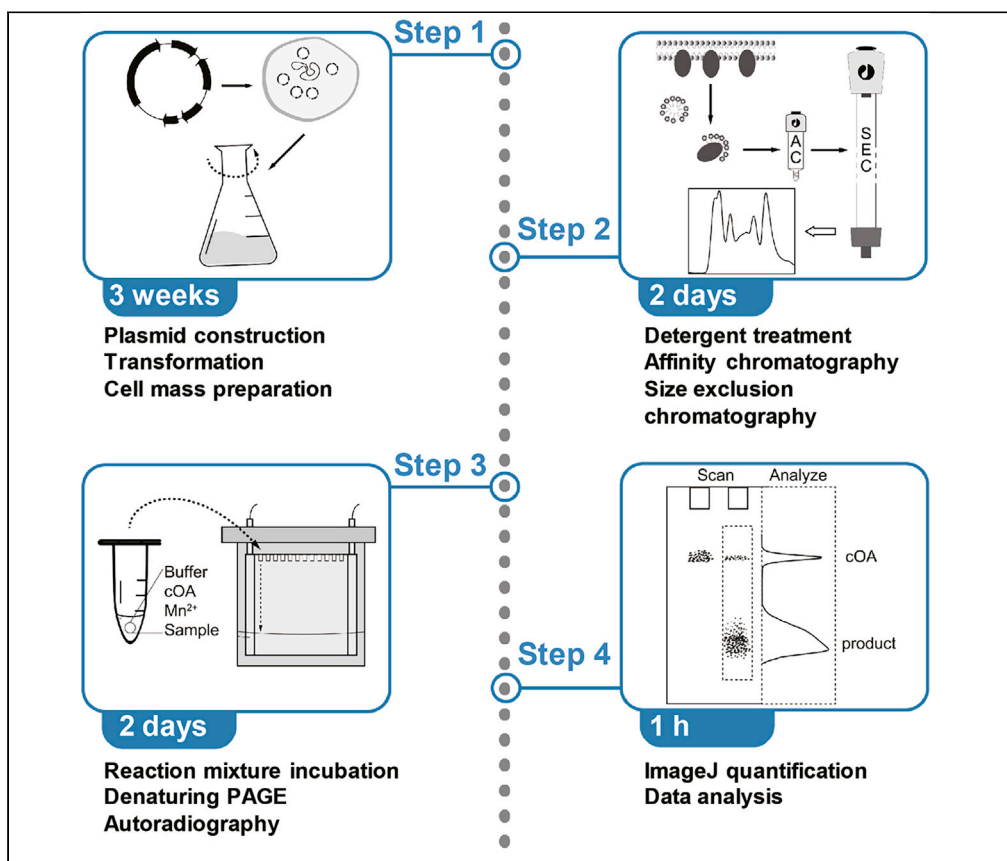 Step 1
3 weeks
Plasmid construction
Transformation
Cell mass preparation
Step 2
AC
SEC
2 days
Detergent treatment
Affinity chromatography
Size exclusion
chromatography
Step 3
Buffer
cOA
Mn²⁺
Sample
2 days
Reaction mixture incubation
Denaturing PAGE
Autoradiography
Step 4
Scan Analyze
cOA
product
1 h
ImageJ quantification
Data analysis